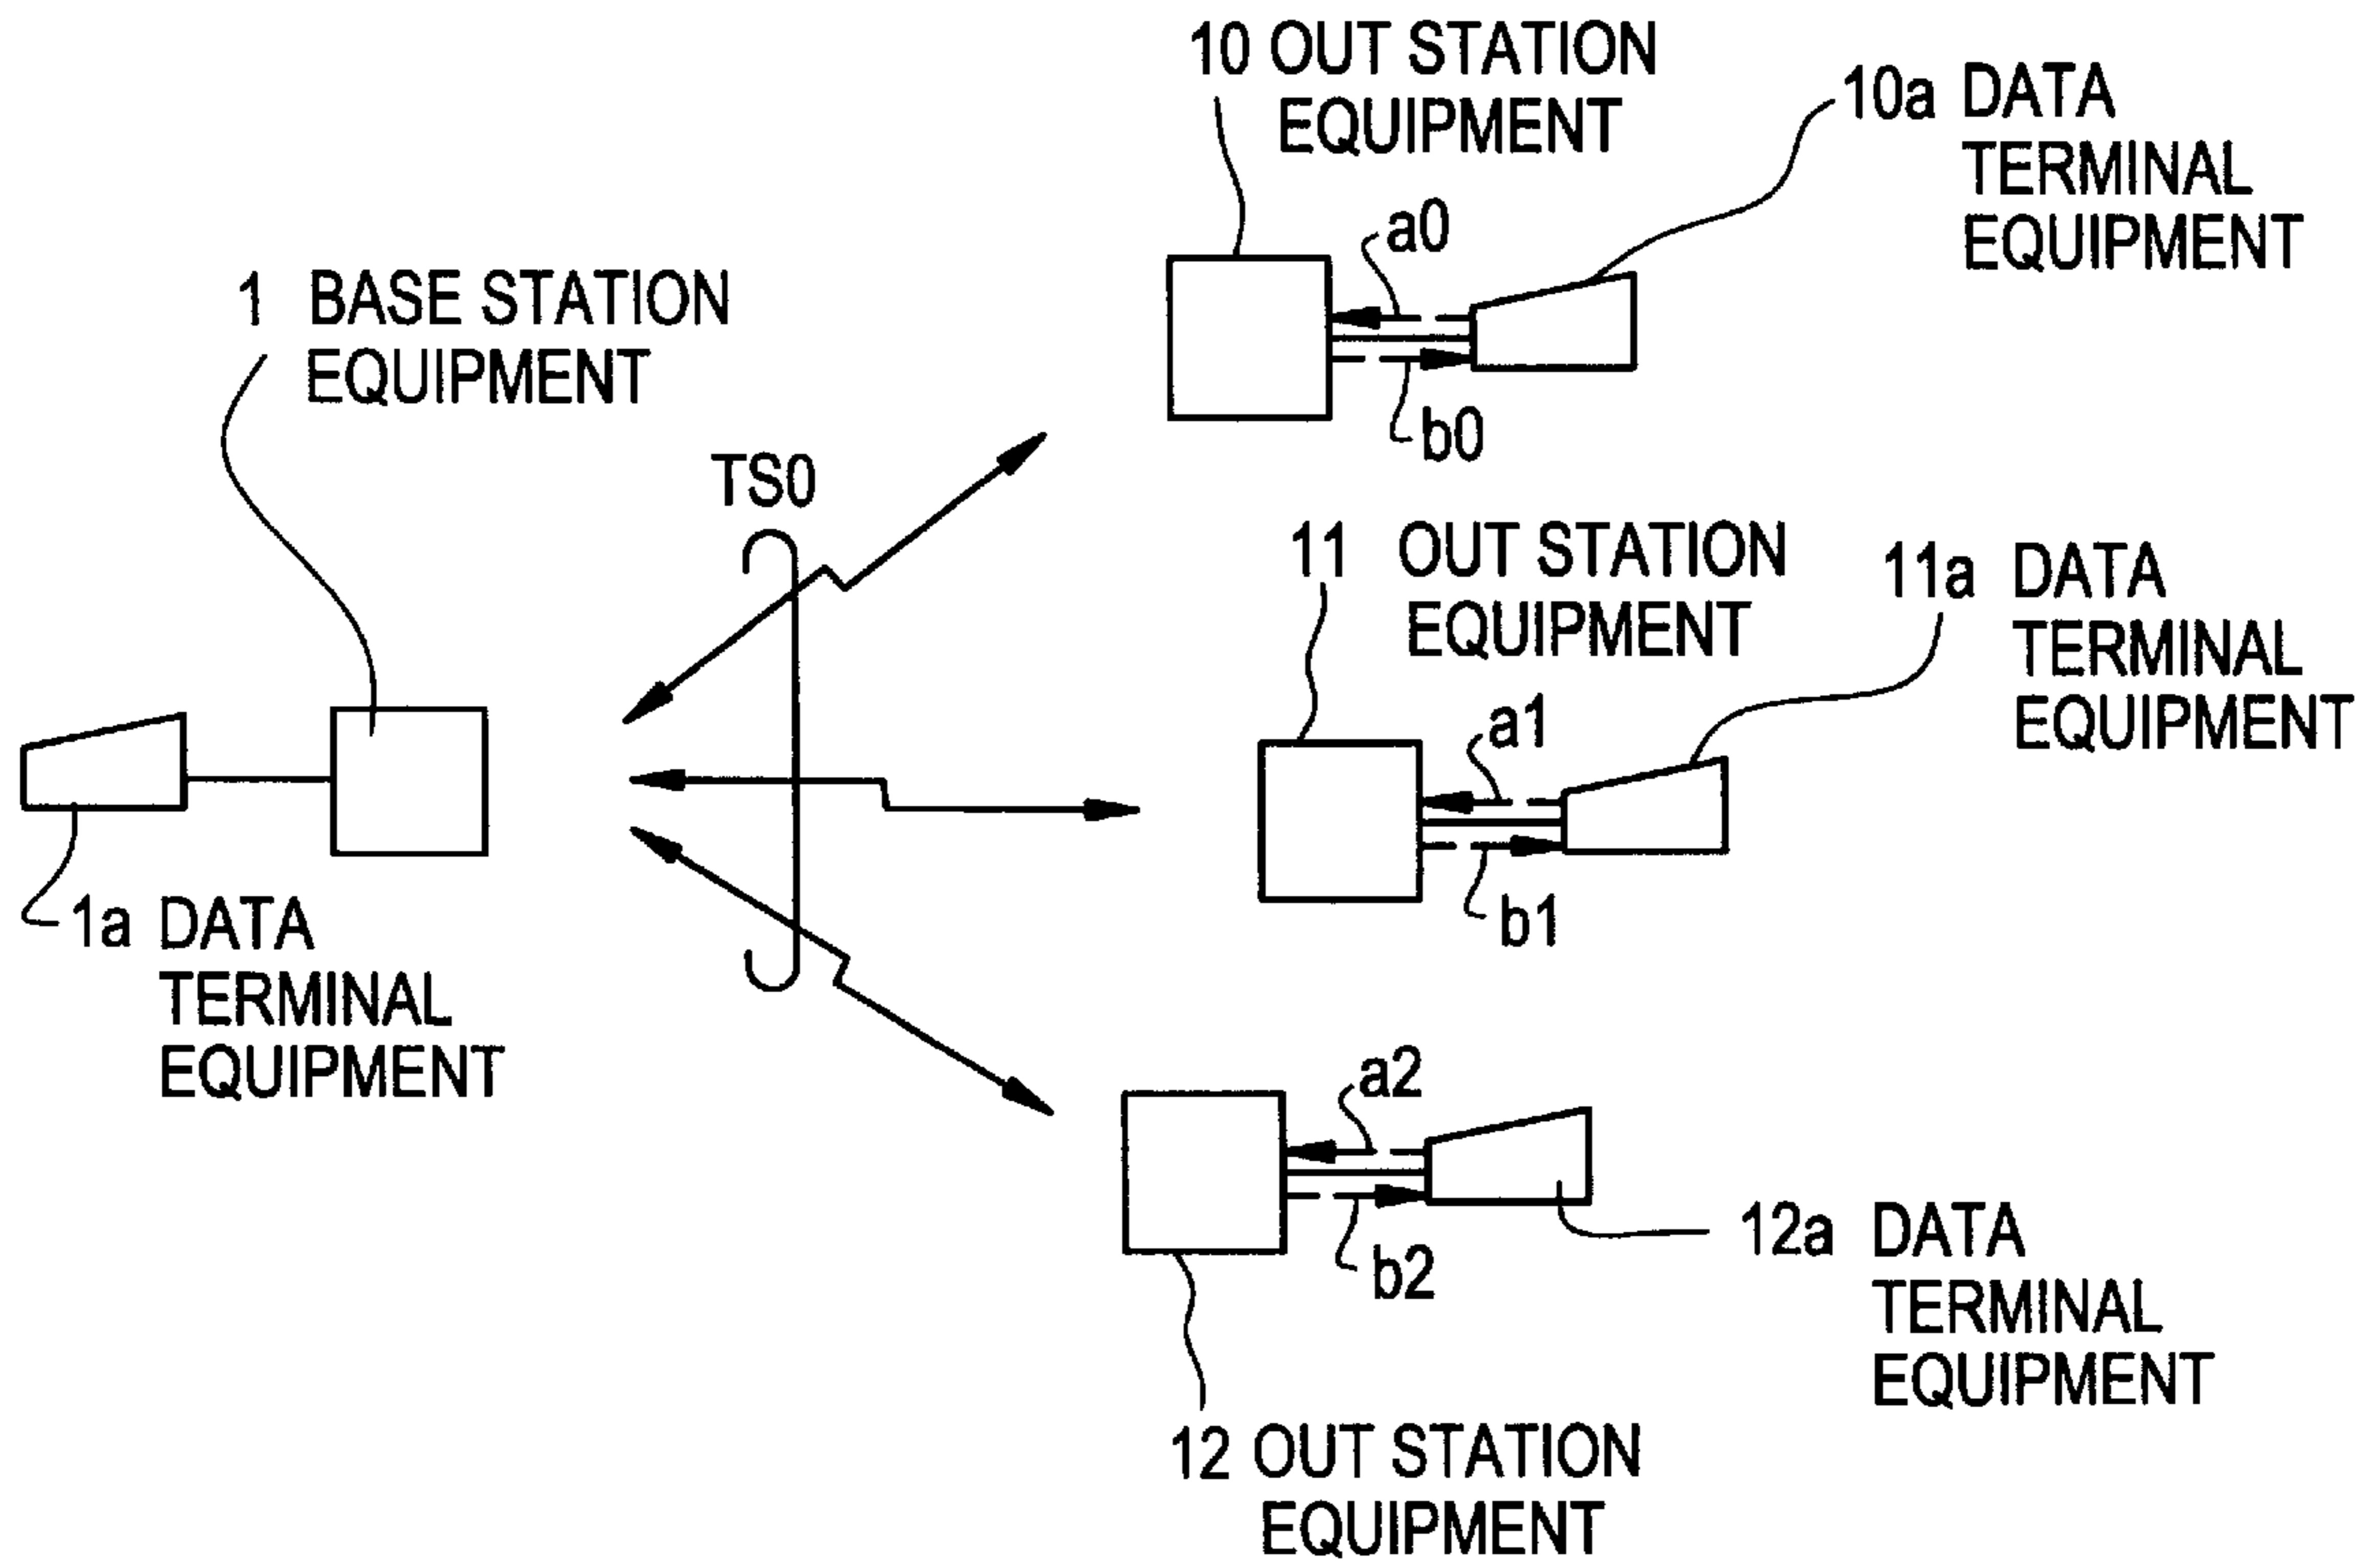 10 OUT STATION
EQUIPMENT
10a DATA
TERMINAL
EQUIPMENT
a0
b0
1 BASE STATION
EQUIPMENT
TS0
11 OUT STATION
EQUIPMENT
11a DATA
TERMINAL
EQUIPMENT
a1
b1
1a DATA
TERMINAL
EQUIPMENT
a2
b2
12a DATA
TERMINAL
EQUIPMENT
12 OUT STATION
EQUIPMENT